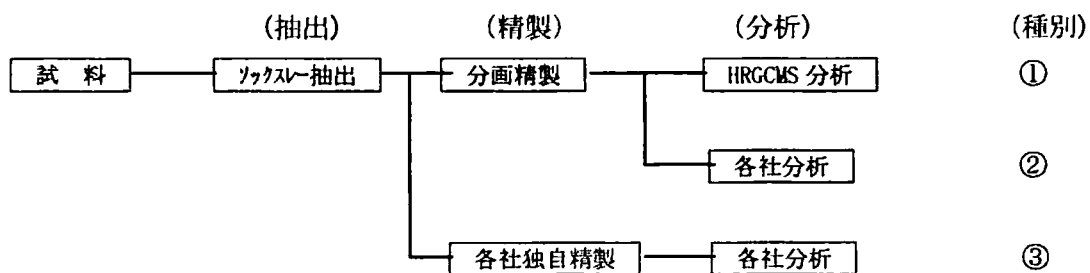 (抽出) (精製) (分析) (種別)
試 料 ソックスレー抽出 分画精製 HRGCMS 分析 ①
各社分析 ②
各社独自精製 各社分析 ③